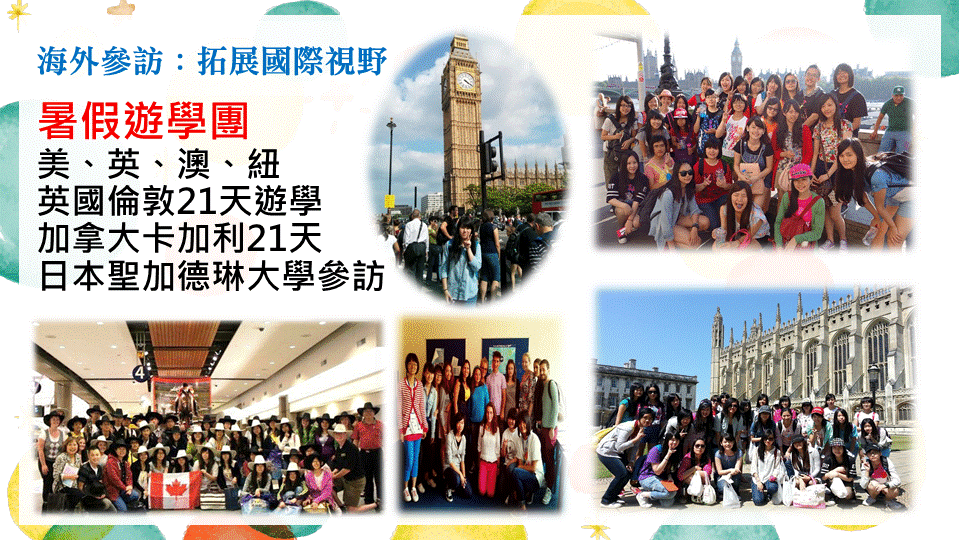 海外參訪：拓展國際視野
暑假遊學團
美、英、澳、紐
英國倫敦21天遊學
加拿大卡加利21天
日本聖加德琳大學參訪
4